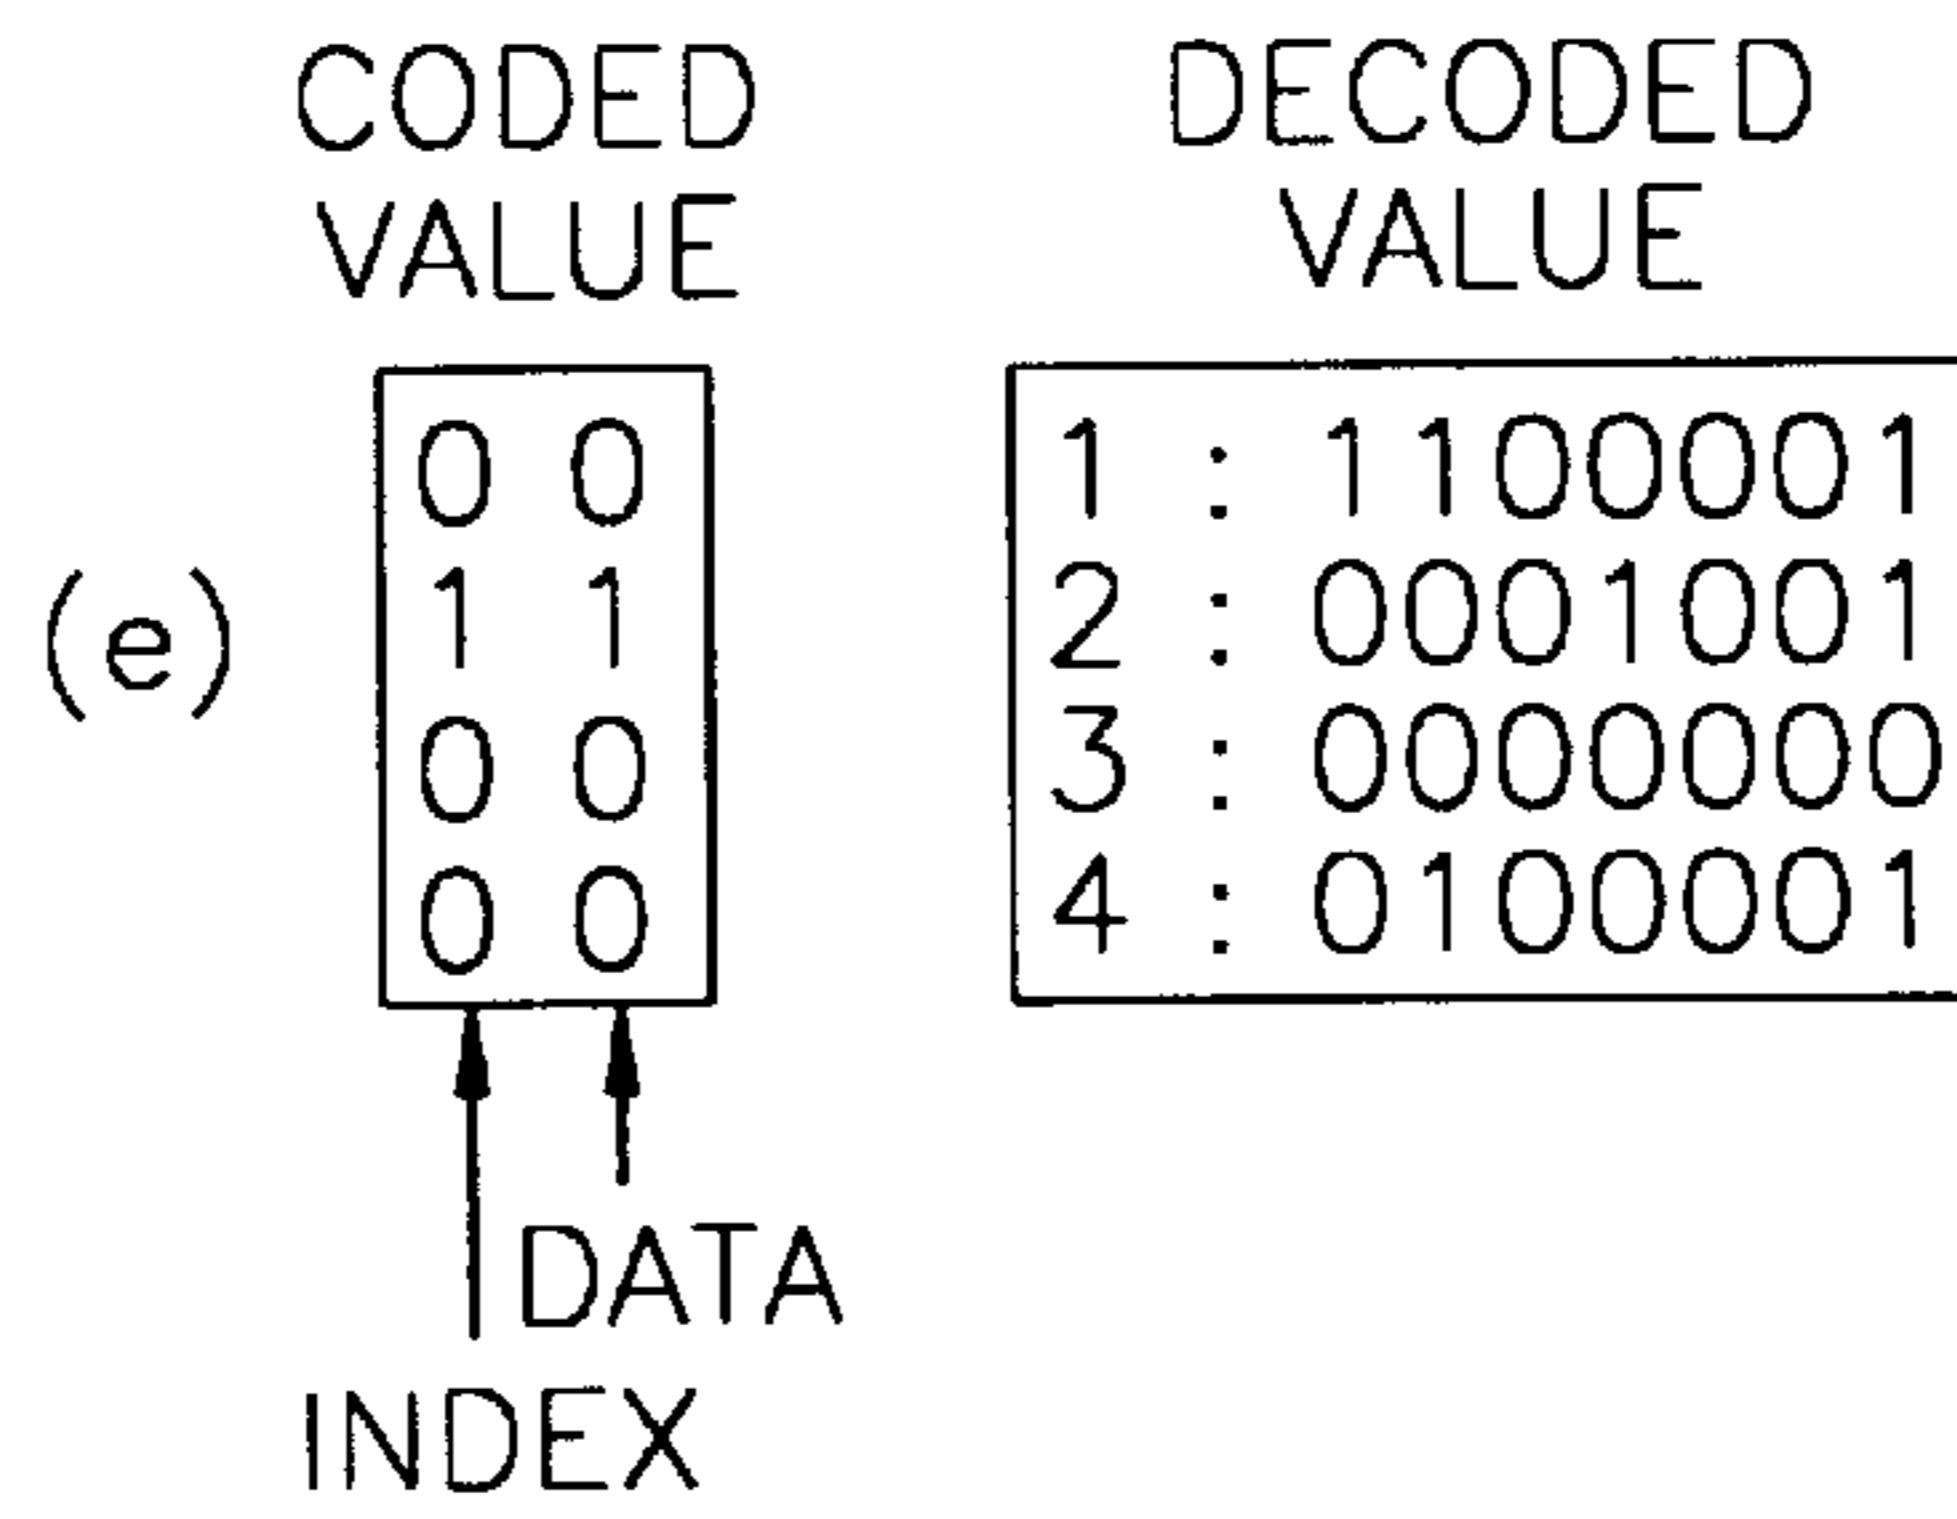 CODED DECODED
VALUE VALUE
0 0 1 : 1100001
1 1 2 : 0001001
(e)
0 0 3 : 0000000
0 0 4 : 0100001
DATA
INDEX